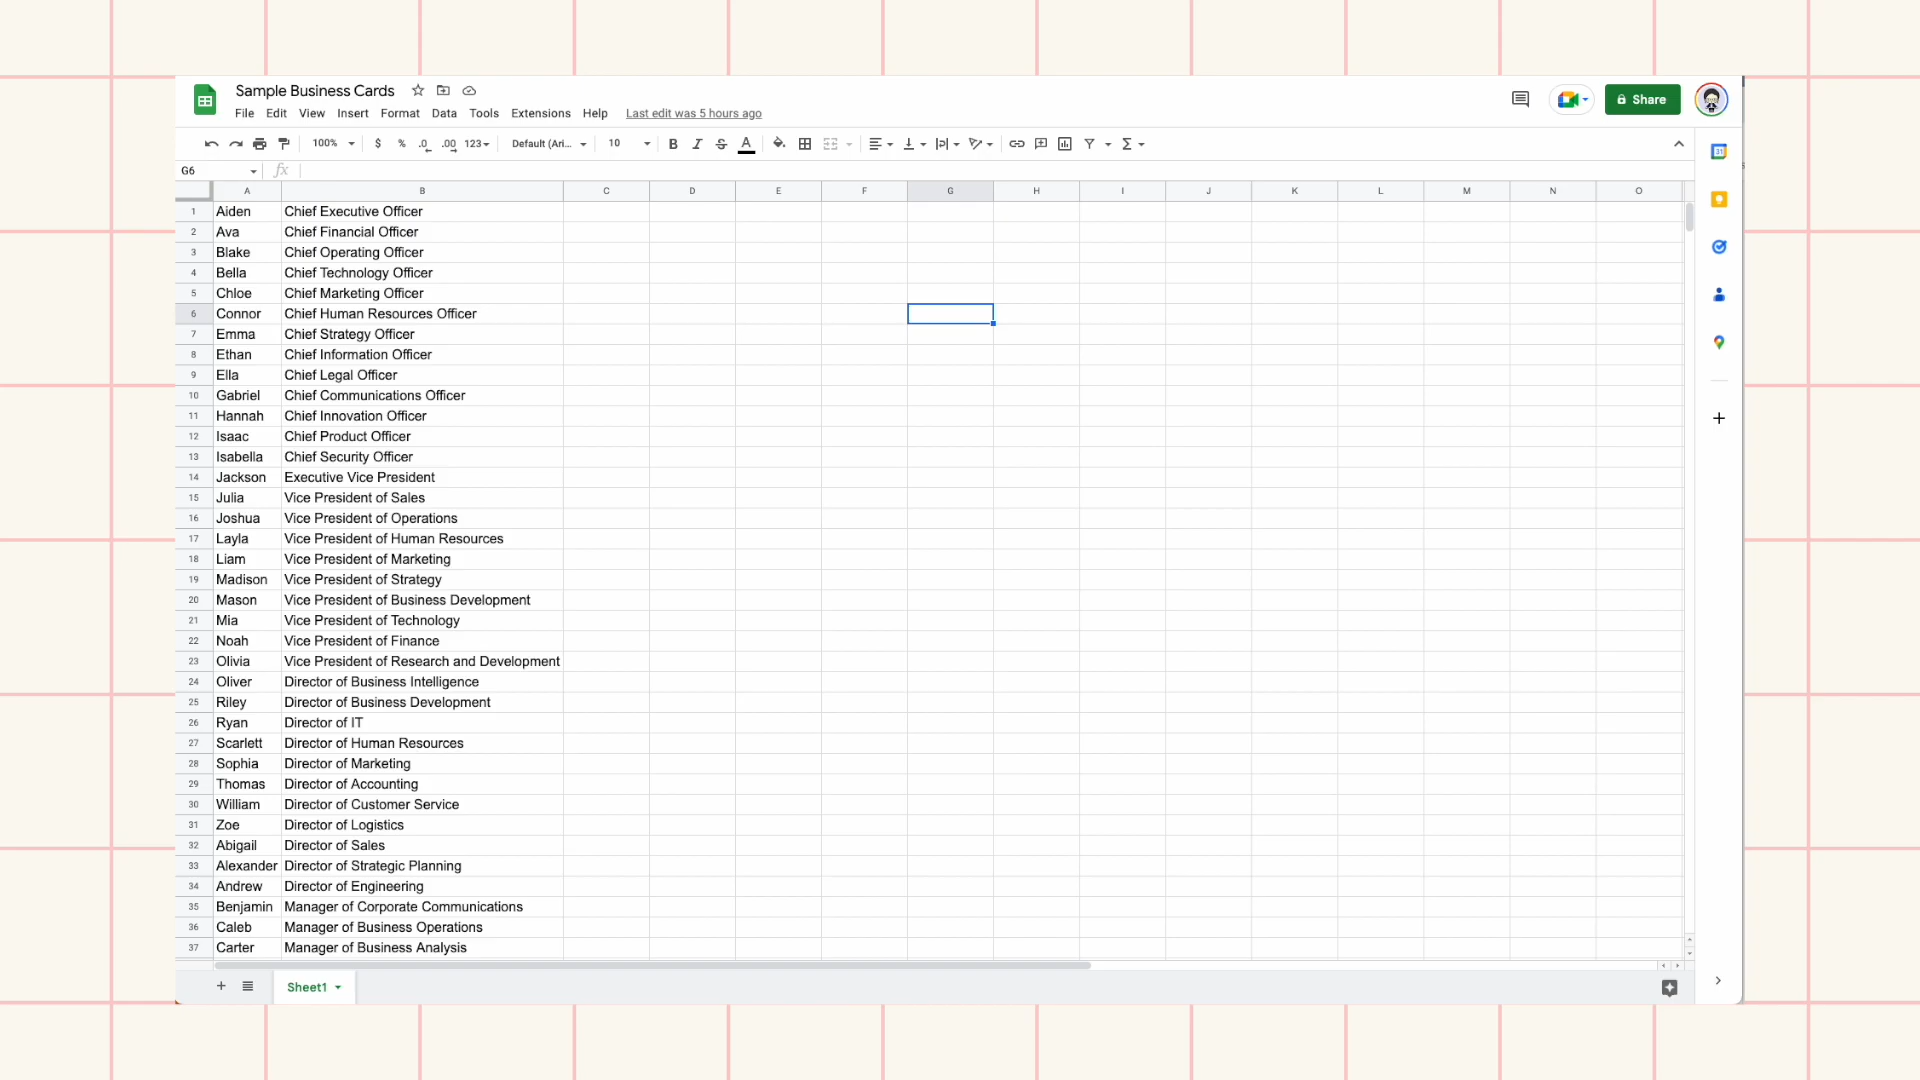 Sample Business Cards
File Edit View Insert Format Data Tools Extensions Help Last edit was 5 hours ago
Share
100% $ % .0 .00 123 Default (Ari... 10 B I S A Σ
31
G6 fx
A B C D E F G H I J K L M N O
1 Aiden Chief Executive Officer
2 Ava Chief Financial Officer
3 Blake Chief Operating Officer
4 Bella Chief Technology Officer
5 Chloe Chief Marketing Officer
6 Connor Chief Human Resources Officer
7 Emma Chief Strategy Officer
8 Ethan Chief Information Officer
9 Ella Chief Legal Officer
10 Gabriel Chief Communications Officer
11 Hannah Chief Innovation Officer
12 Isaac Chief Product Officer
13 Isabella Chief Security Officer
14 Jackson Executive Vice President
15 Julia Vice President of Sales
16 Joshua Vice President of Operations
17 Layla Vice President of Human Resources
18 Liam Vice President of Marketing
19 Madison Vice President of Strategy
20 Mason Vice President of Business Development
21 Mia Vice President of Technology
22 Noah Vice President of Finance
23 Olivia Vice President of Research and Development
24 Oliver Director of Business Intelligence
25 Riley Director of Business Development
26 Ryan Director of IT
27 Scarlett Director of Human Resources
28 Sophia Director of Marketing
29 Thomas Director of Accounting
30 William Director of Customer Service
31 Zoe Director of Logistics
32 Abigail Director of Sales
33 Alexander Director of Strategic Planning
34 Andrew Director of Engineering
35 Benjamin Manager of Corporate Communications
36 Caleb Manager of Business Operations
37 Carter Manager of Business Analysis
Sheet1